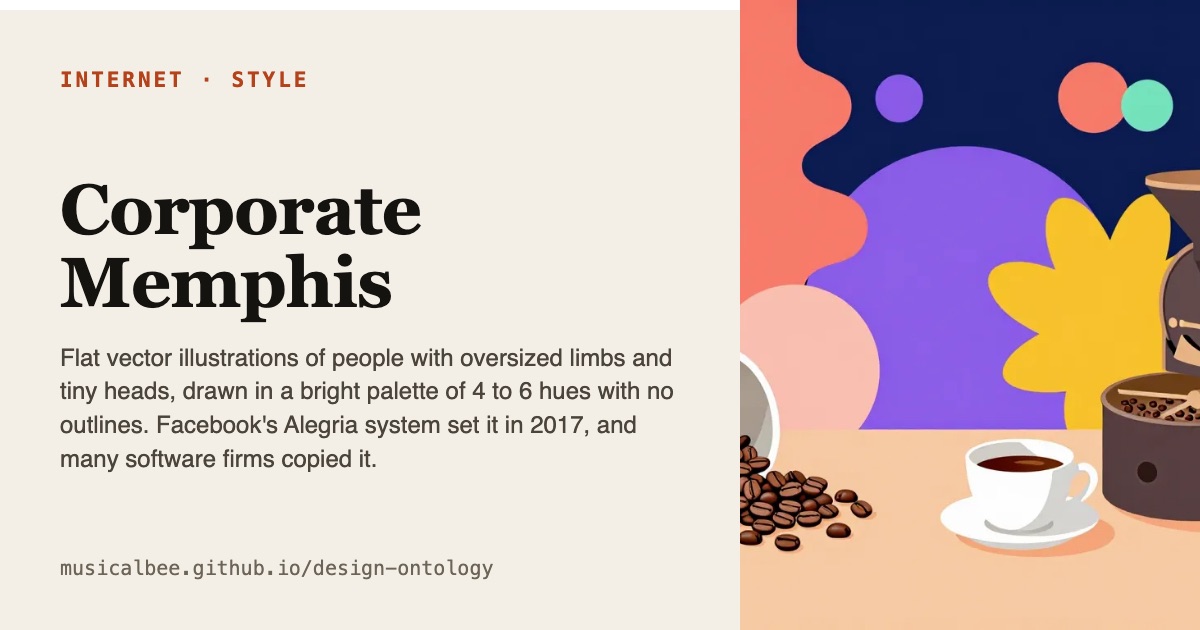 INTERNET · STYLE
Corporate
Memphis
Flat vector illustrations of people with oversized limbs and
tiny heads, drawn in a bright palette of 4 to 6 hues with no
outlines. Facebook's Alegria system set it in 2017, and
many software firms copied it.
musicalbee.github.io/design-ontology